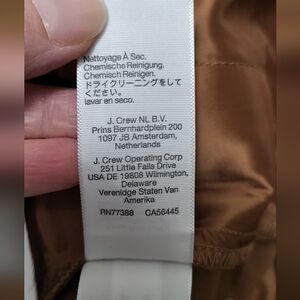 Nettoyage À Sec.
Chemische Reinigung.
Chemisch Reinigen.
ドライクリーニングをして
ください.
lavar en seco.
J. Crew NL B.V.
Prins Bernhardplein 200
1097 JB Amsterdam,
Netherlands
J. Crew Operating Corp
251 Little Falls Drive
USA DE 19808 Wilmington,
Delaware
Verenidge Staten Van
Amerika
RN77388 CA56445